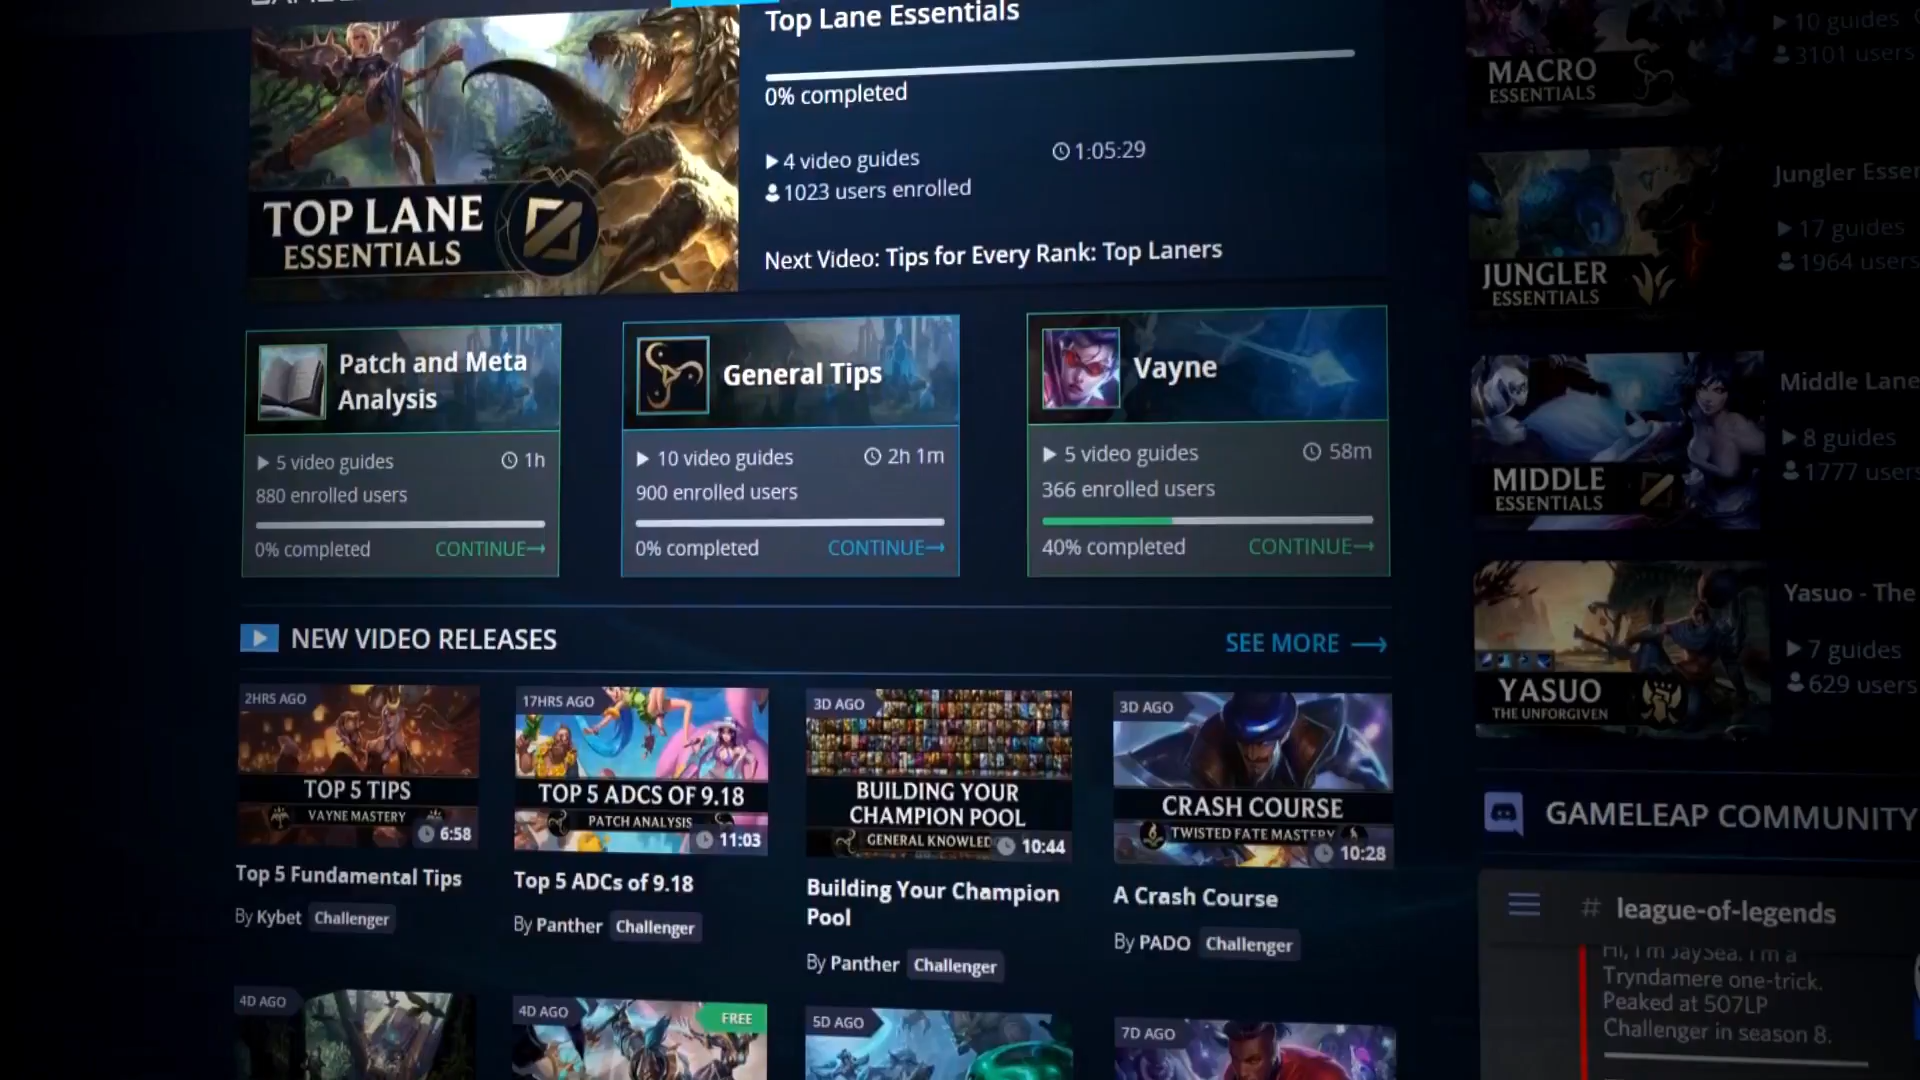 Top Lane Essentials
0% completed
4 video guides
1:05:29
1023 users enrolled
Next Video: Tips for Every Rank: Top Laners
TOP LANE
ESSENTIALS
Patch and Meta
Analysis
5 video guides
1h
880 enrolled users
0% completed
CONTINUE
General Tips
10 video guides
2h 1m
900 enrolled users
0% completed
CONTINUE
Vayne
5 video guides
58m
366 enrolled users
40% completed
CONTINUE
NEW VIDEO RELEASES
SEE MORE
2HRS AGO
TOP 5 TIPS
VAYNE MASTERY
6:58
Top 5 Fundamental Tips
By Kybet Challenger
17HRS AGO
TOP 5 ADCS OF 9.18
PATCH ANALYSIS
11:03
Top 5 ADCs of 9.18
By Panther Challenger
3D AGO
BUILDING YOUR
CHAMPION POOL
GENERAL KNOWLED
10:44
Building Your Champion
Pool
By Panther Challenger
3D AGO
CRASH COURSE
TWISTED FATE MASTERY
10:28
A Crash Course
By PADO Challenger
4D AGO
4D AGO
FREE
5D AGO
7D AGO
MACRO
ESSENTIALS
10 guides
3101 users
JUNGLER
ESSENTIALS
Jungler Essen
17 guides
1964 users
MIDDLE
ESSENTIALS
Middle Lane
8 guides
1777 users
YASUO
THE UNFORGIVEN
Yasuo - The
7 guides
629 users
GAMELEAP COMMUNITY
# league-of-legends
Hi, I'm JaySea. I'm a
Tryndamere one-trick.
Peaked at 507LP
Challenger in season 8.